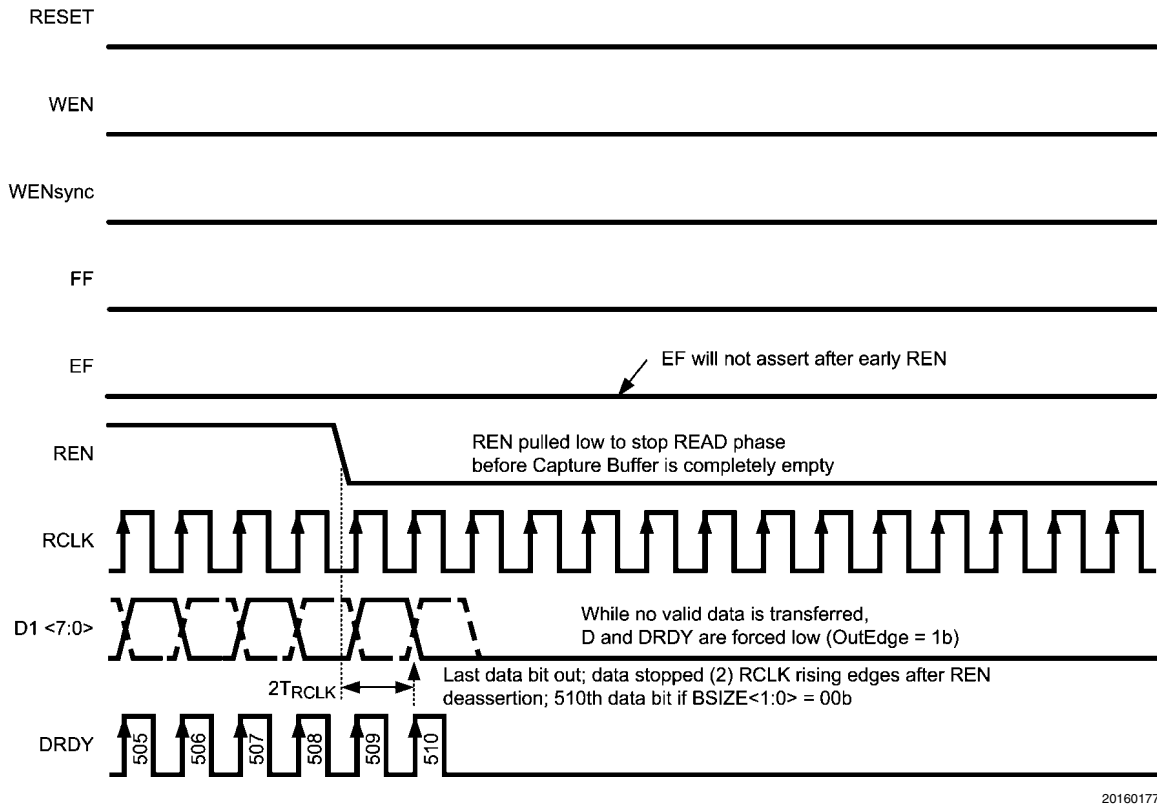 RESET
WEN
WENsync
FF
EF
EF will not assert after early REN
REN
REN pulled low to stop READ phase
before Capture Buffer is completely empty
RCLK
D1 <7:0>
While no valid data is transferred,
D and DRDY are forced low (OutEdge = 1b)
2TRCLK
Last data bit out; data stopped (2) RCLK rising edges after REN
deassertion; 510th data bit if BSIZE<1:0> = 00b
DRDY
505
506
507
508
509
510
20160177